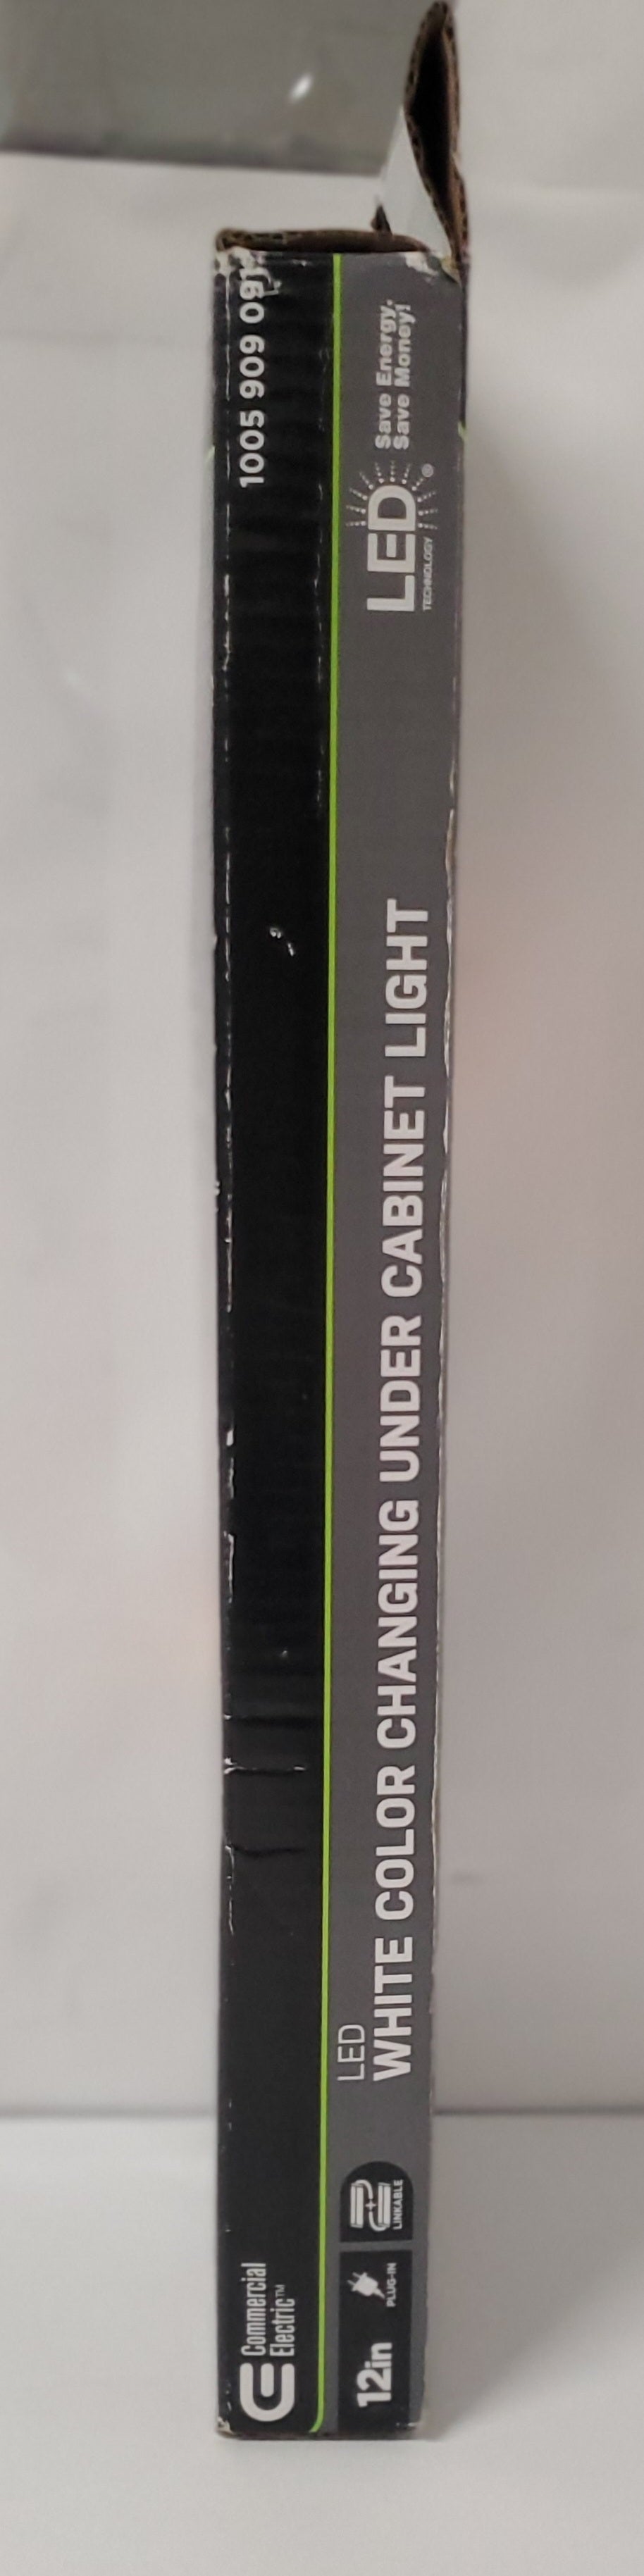 Commercial
Electric™
1005 909 091
12in
PLUG-IN
LINKABLE
LED
WHITE COLOR CHANGING UNDER CABINET LIGHT
LED®
TECHNOLOGY
Save Energy.
Save Money!